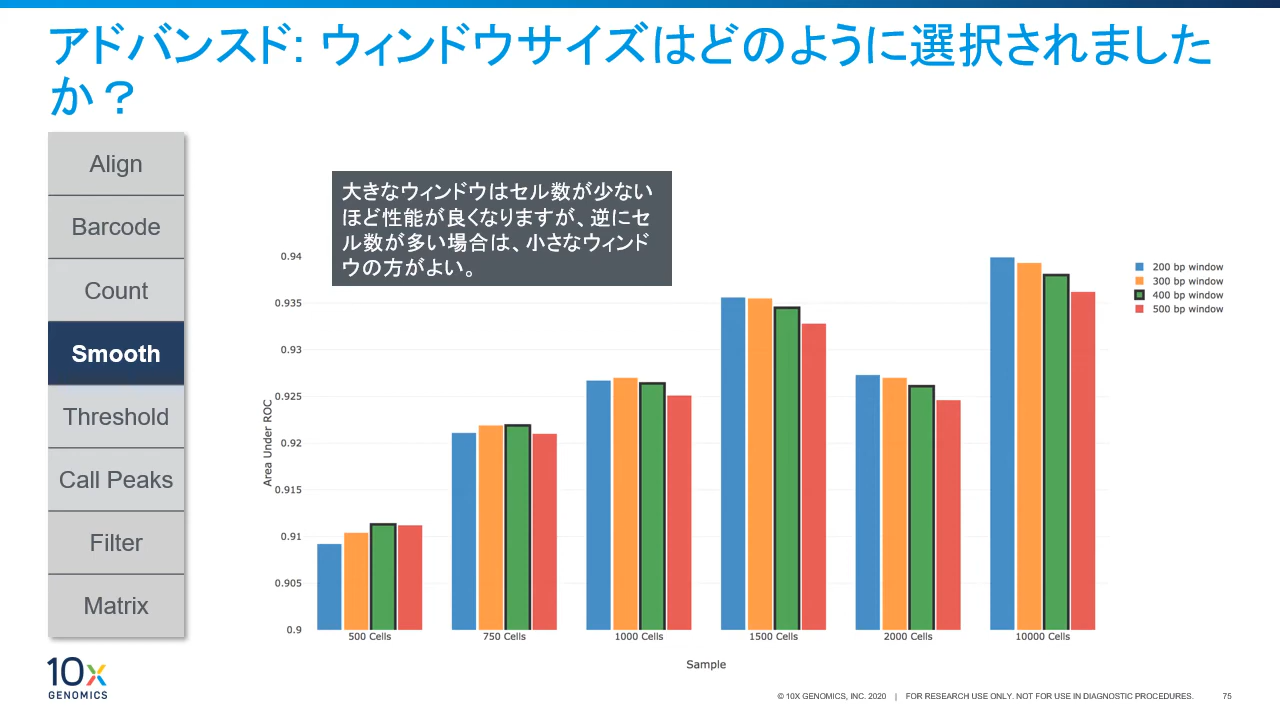 アドバンスド: ウィンドウサイズはどのように選択されました
か？
Align
Barcode
Count
Smooth
Threshold
Call Peaks
Filter
Matrix
大きなウィンドウはセル数が少ない
ほど性能が良くなりますが、逆にセ
ル数が多い場合は、小さなウィンド
ウの方がよい。
0.94
0.935
0.93
0.925
0.92
0.915
0.91
0.905
0.9
Area Under ROC
500 Cells
750 Cells
1000 Cells
1500 Cells
2000 Cells
10000 Cells
Sample
200 bp window
300 bp window
400 bp window
500 bp window
10x
GENOMICS
© 10X GENOMICS, INC. 2020 | FOR RESEARCH USE ONLY. NOT FOR USE IN DIAGNOSTIC PROCEDURES.
75